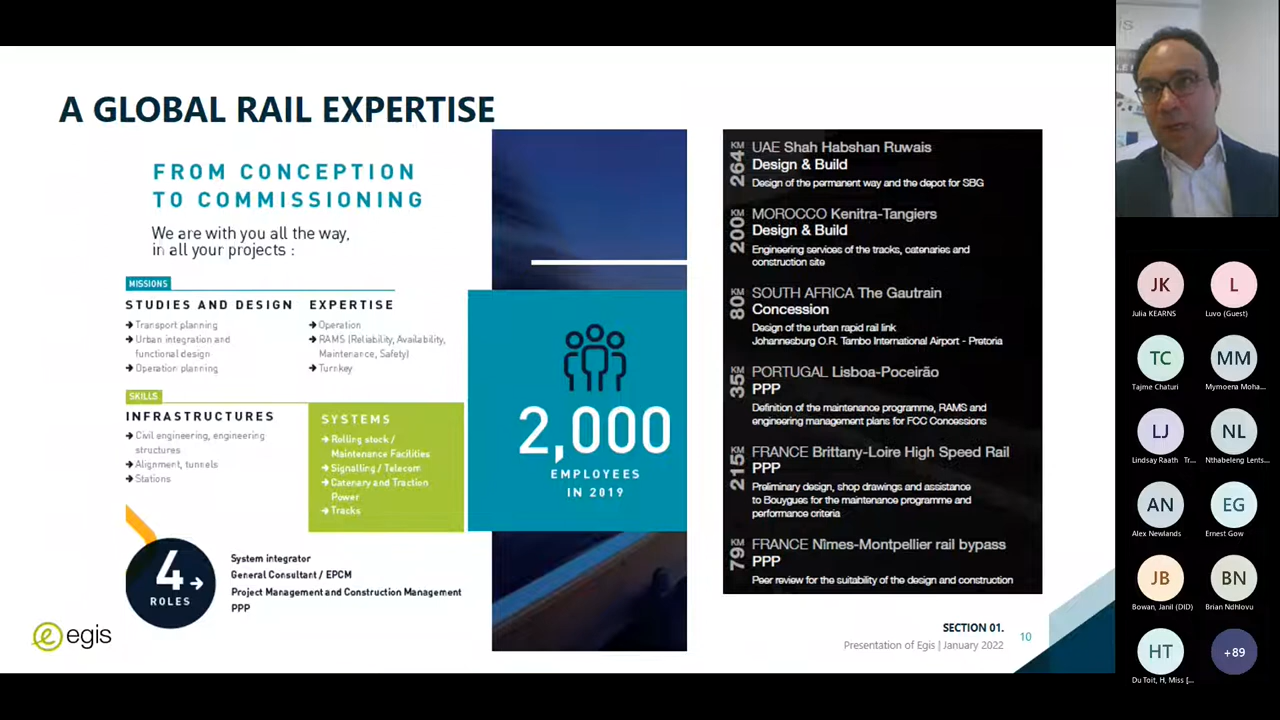 A GLOBAL RAIL EXPERTISE
FROM CONCEPTION
TO COMMISSIONING
We are with you all the way,
in all your projects :
MISSIONS
STUDIES AND DESIGN
➔ Transport planning
➔ Urban integration and
functional design
➔ Operation planning
EXPERTISE
➔ Operation
➔ RAMS (Reliability, Availability,
Maintenance, Safety)
➔ Turnkey
SKILLS
INFRASTRUCTURES
➔ Civil engineering, engineering
structures
➔ Alignment, tunnels
➔ Stations
SYSTEMS
➔ Rolling stock /
Maintenance Facilities
➔ Signalling / Telecom
➔ Catenary and Traction
Power
➔ Tracks
2,000
EMPLOYEES
IN 2019
4➔
ROLES
System integrator
General Consultant / EPCM
Project Management and Construction Management
PPP
264 KM
UAE Shah Habshan Ruwais
Design & Build
Design of the permanent way and the depot for SBG
200 KM
MOROCCO Kenitra-Tangiers
Design & Build
Engineering services of the tracks, catenaries and
construction site
80 KM
SOUTH AFRICA The Gautrain
Concession
Design of the urban rapid rail link
Johannesburg O.R. Tambo International Airport - Pretoria
35 KM
PORTUGAL Lisboa-Poceirão
PPP
Definition of the maintenance programme, RAMS and
engineering management plans for FCC Concessions
215 KM
FRANCE Brittany-Loire High Speed Rail
PPP
Preliminary design, shop drawings and assistance
to Bouygues for the maintenance programme and
performance criteria
79 KM
FRANCE Nîmes-Montpellier rail bypass
PPP
Peer review for the suitability of the design and construction
egis
SECTION 01.
Presentation of Egis | January 2022
10
is
JK
Julia KEARNS
L
Luvo (Guest)
TC
Tajme Chaturi
MM
Mymoena Moha...
LJ
Lindsay Raath Tr...
NL
Nthabeleng Lents...
AN
Alex Newlands
EG
Ernest Gow
JB
Bowan, Janil (DID)
BN
Brian Ndhlovu
HT
Du Toit, H, Miss [...
+89